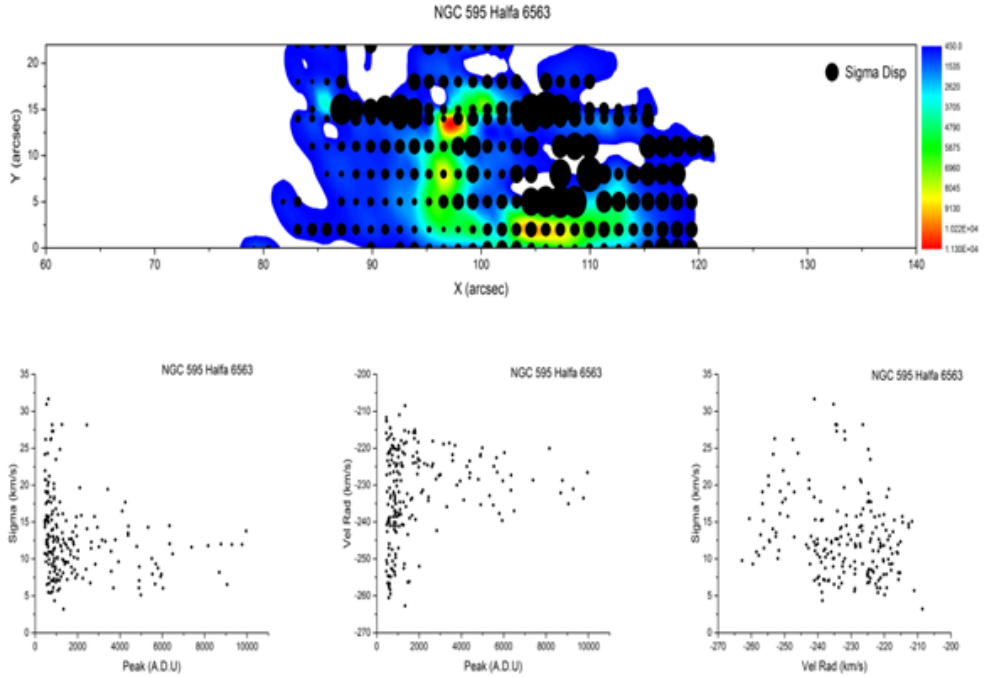 NGC 595 Halfa 6563
Sigma Disp
Y (arcsec)
20
15
10
5
0
60 70 80 90 100 110 120 130 140
X (arcsec)
450.0
1535
2620
3705
4790
5875
6960
8045
9130
1.022E+04
1.130E+04
NGC 595 Halfa 6563
Sigma (km/s)
35
30
25
20
15
10
5
0
0 2000 4000 6000 8000 10000
Peak (A.D.U)
NGC 595 Halfa 6563
Vel Rad (km/s)
-200
-210
-220
-230
-240
-250
-260
-270
0 2000 4000 6000 8000 10000
Peak (A.D.U)
NGC 595 Halfa 6563
Sigma (km/s)
35
30
25
20
15
10
5
0
-270 -260 -250 -240 -230 -220 -210 -200
Vel Rad (km/s)